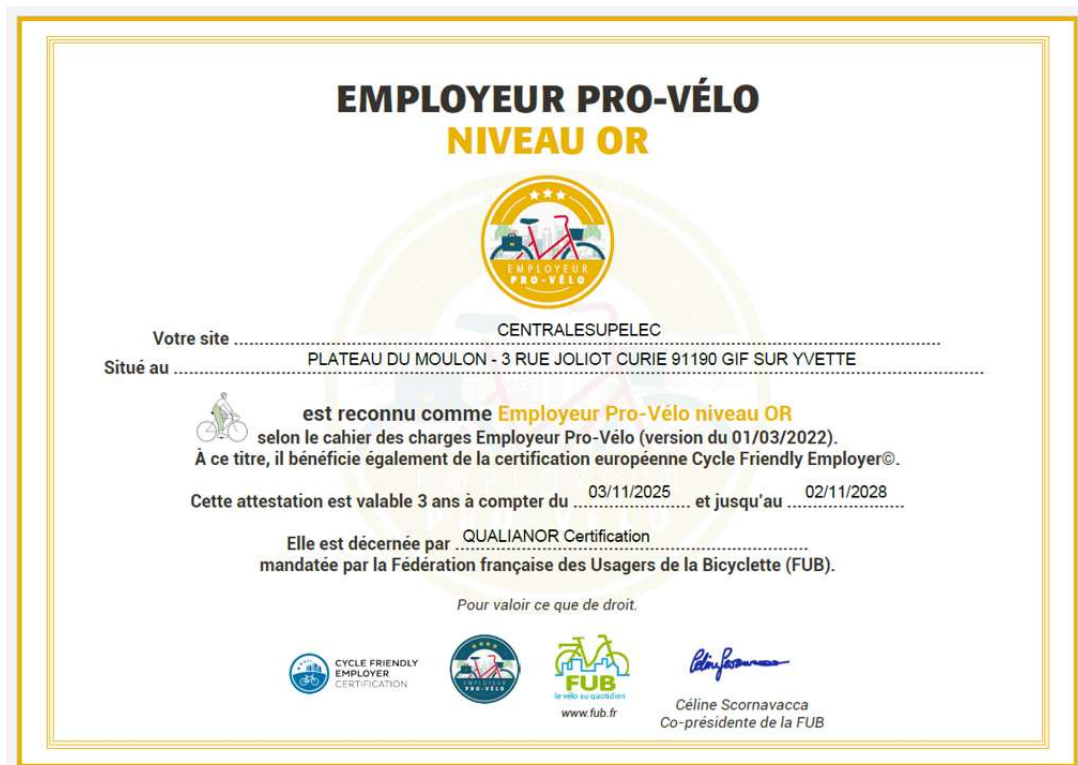 EMPLOYEUR PRO-VÉLO
NIVEAU OR
EMPLOYEUR
PRO-VÉLO
Votre site CENTRALESUPELEC
Situé au PLATEAU DU MOULON - 3 RUE JOLIOT CURIE 91190 GIF SUR YVETTE
est reconnu comme Employeur Pro-Vélo niveau OR
selon le cahier des charges Employeur Pro-Vélo (version du 01/03/2022).
À ce titre, il bénéficie également de la certification européenne Cycle Friendly Employer©.
Cette attestation est valable 3 ans à compter du 03/11/2025 et jusqu'au 02/11/2028
Elle est décernée par QUALIANOR Certification
mandatée par la Fédération française des Usagers de la Bicyclette (FUB).
Pour valoir ce que de droit.
CYCLE FRIENDLY
EMPLOYER
CERTIFICATION
EMPLOYEUR
PRO-VÉLO
FUB
le vélo au quotidien
www.fub.fr
Céline Scornavacca
Co-présidente de la FUB